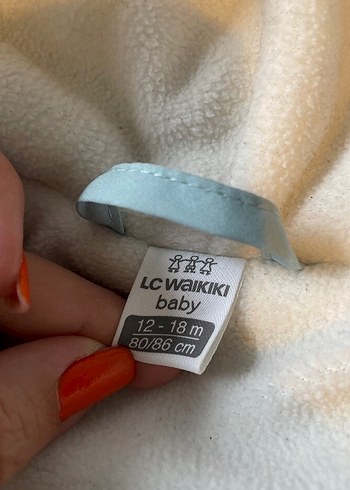 LC WAIKIKI
baby
12 - 18 m
80/86 cm